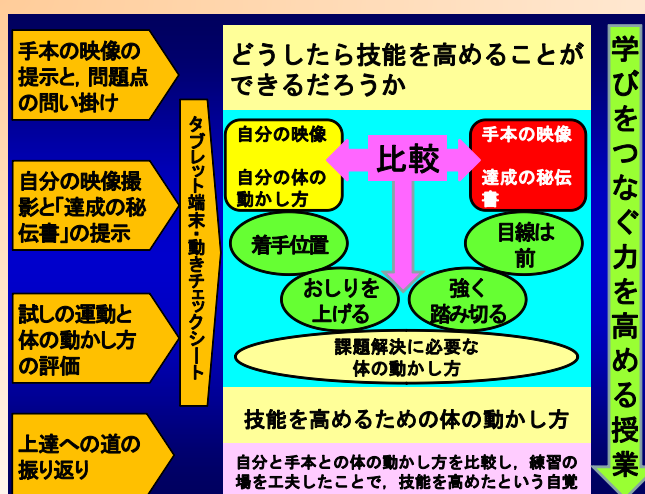 手本の映像の
提示と,問題点
の問い掛け
自分の映像撮
影と「達成の秘
伝書」の提示
試しの運動と
体の動かし方
の評価
上達への道の
振り返り
タブレット端末・動きチェックシート
どうしたら技能を高めることが
できるだろうか
自分の映像
自分の体の
動かし方
比較
手本の映像
達成の秘伝
書
着手位置
目線は
前
おしりを
上げる
強く
踏み切る
課題解決に必要な
体の動かし方
技能を高めるための体の動かし方
自分と手本との体の動かし方を比較し,練習の
場を工夫したことで,技能を高めたという自覚
学びをつなぐ力を高める授業